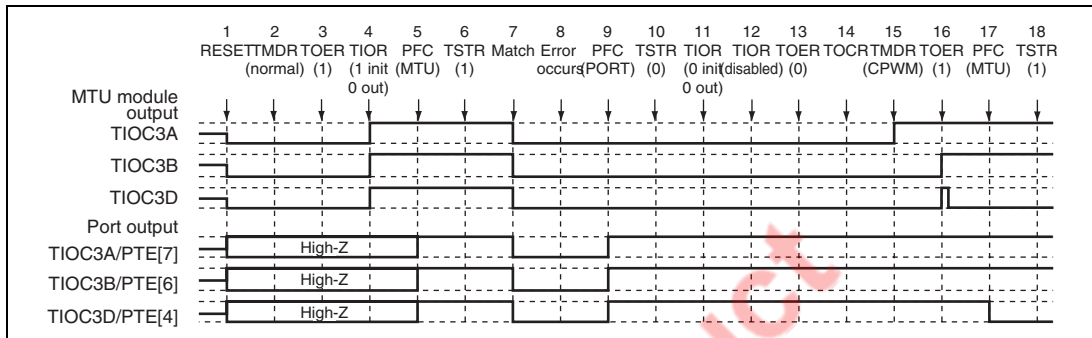 1 2 3 4 5 6 7 8 9 10 11 12 13 14 15 16 17 18
RESET TMDR TOER TIOR PFC TSTR Match Error PFC TSTR TIOR TIOR TOER TOCR TMDR TOER PFC TSTR
(normal) (1) (1 init (MTU) (1) occurs (PORT) (0) (0 init (disabled) (0) (CPWM) (1) (MTU) (1)
0 out) 0 out)
MTU module
output
TIOC3A
TIOC3B
TIOC3D
Port output
TIOC3A/PTE[7] High-Z
TIOC3B/PTE[6] High-Z
TIOC3D/PTE[4] High-Z
uct